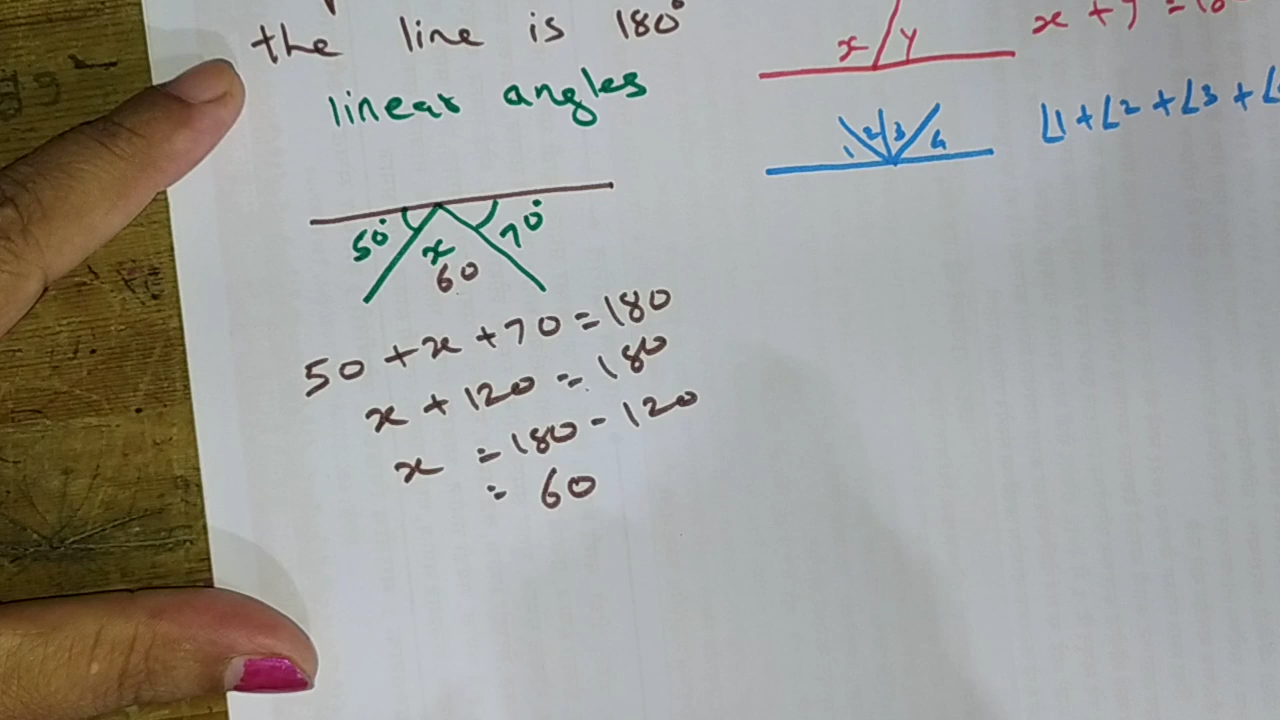 the line is 180°
linear angles
50° x 70°
60
50 + x + 70 = 180
x + 120 = 180
x = 180 - 120
= 60
x y
x + y =
1 2 3 4
∠1 + ∠2 + ∠3 +